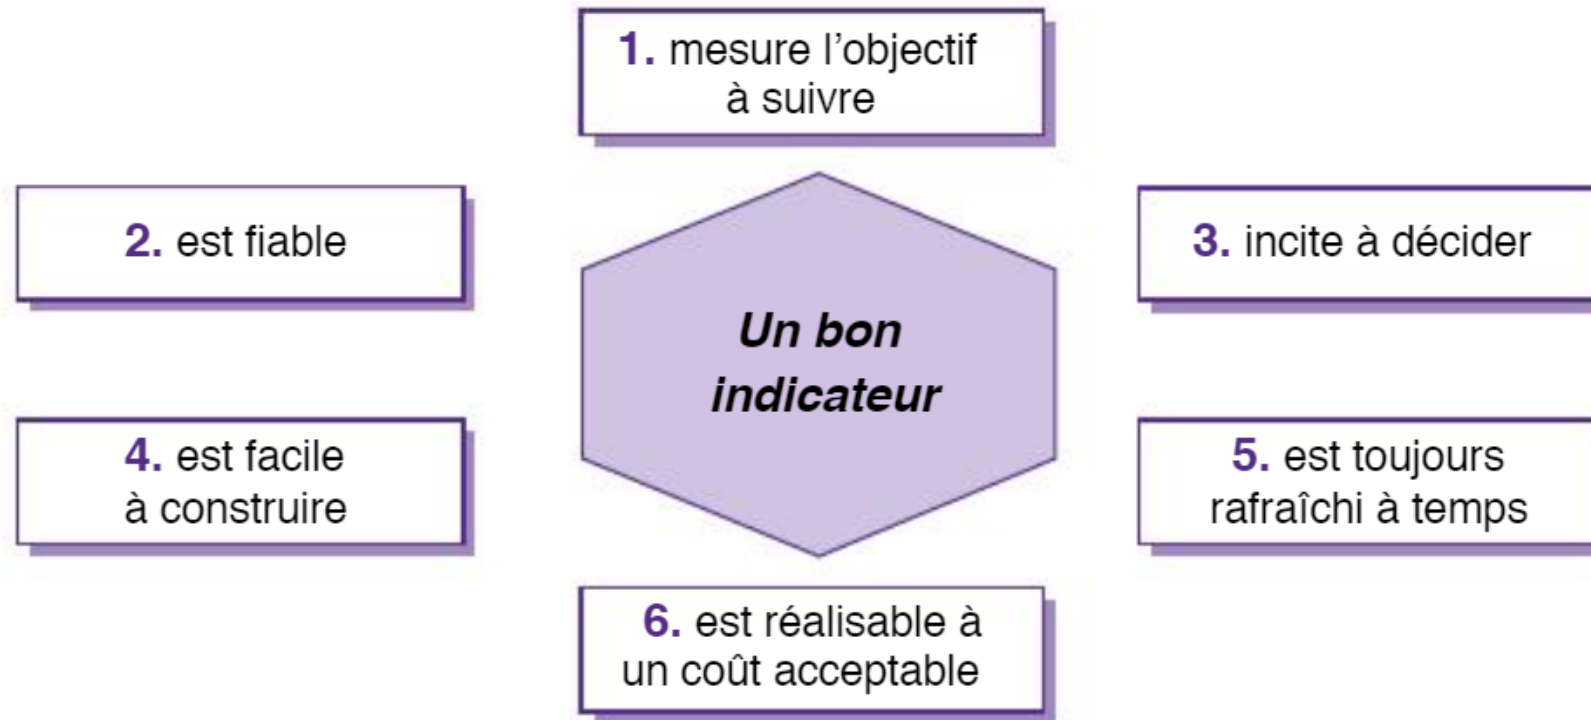 1. mesure l’objectif
à suivre
2. est fiable
3. incite à décider
Un bon
indicateur
4. est facile
à construire
5. est toujours
rafraîchi à temps
6. est réalisable à
un coût acceptable